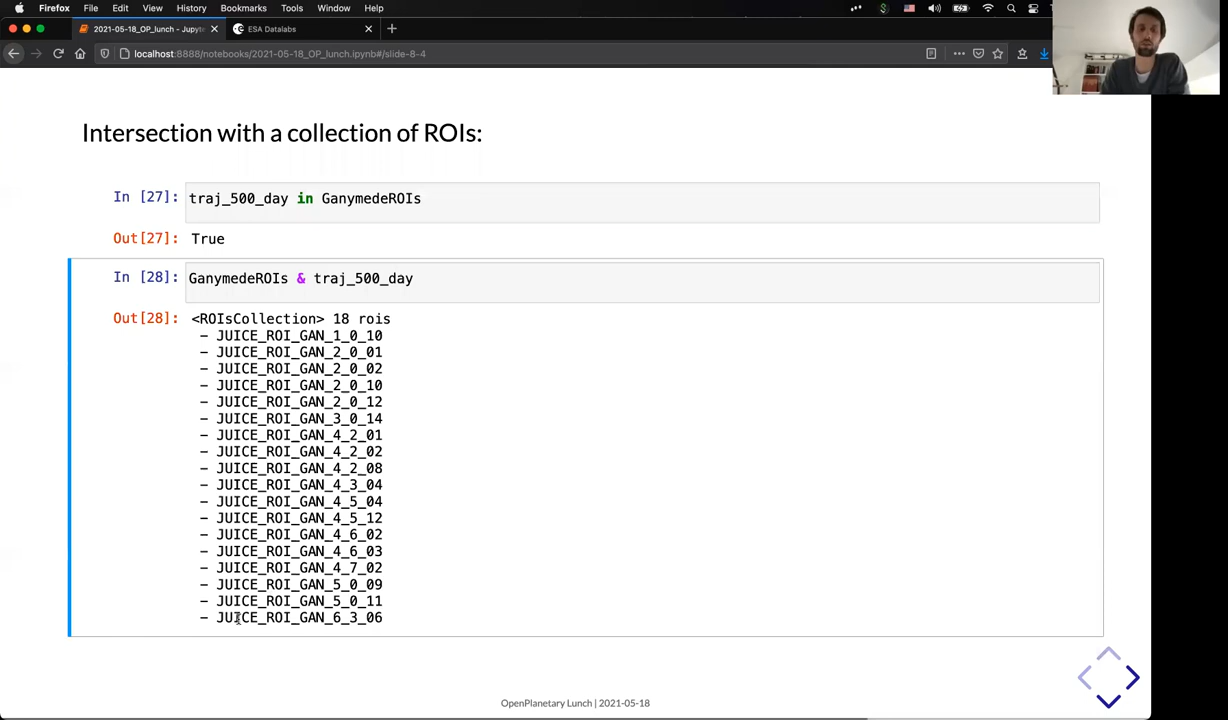 Firefox File Edit View History Bookmarks Tools Window Help
2021-05-18_OP_lunch.ipynb - Jupyte
ESA Datalabs
localhost:8888/notebooks/2021-05-18_OP_lunch.ipynb#/slide-8-4
Intersection with a collection of ROIs:
In [27]: traj_500_day in GanymedeROIs
Out[27]: True
In [28]: GanymedeROIs & traj_500_day
Out[28]: <ROIsCollection> 18 rois
- JUICE_ROI_GAN_1_0_10
- JUICE_ROI_GAN_2_0_01
- JUICE_ROI_GAN_2_0_02
- JUICE_ROI_GAN_2_0_10
- JUICE_ROI_GAN_2_0_12
- JUICE_ROI_GAN_3_0_14
- JUICE_ROI_GAN_4_2_01
- JUICE_ROI_GAN_4_2_02
- JUICE_ROI_GAN_4_2_08
- JUICE_ROI_GAN_4_3_04
- JUICE_ROI_GAN_4_5_04
- JUICE_ROI_GAN_4_5_12
- JUICE_ROI_GAN_4_6_02
- JUICE_ROI_GAN_4_6_03
- JUICE_ROI_GAN_4_7_02
- JUICE_ROI_GAN_5_0_09
- JUICE_ROI_GAN_5_0_11
- JUICE_ROI_GAN_6_3_06
OpenPlanetary Lunch | 2021-05-18